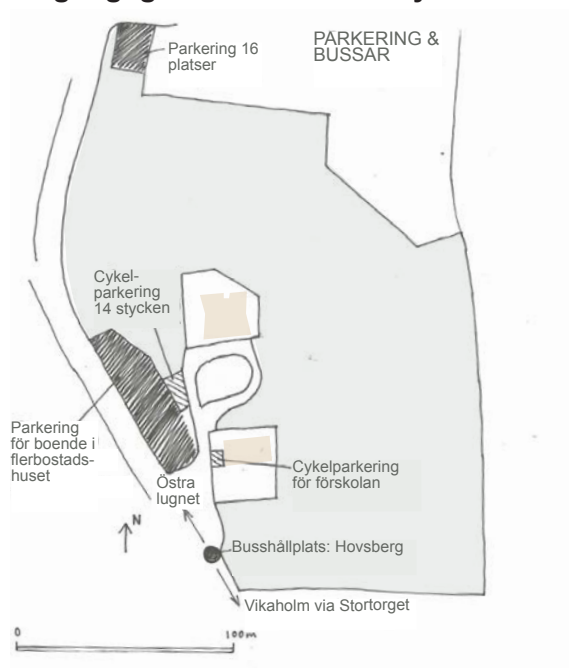 Parkering 16
platser
PARKERING &
BUSSAR
Cykel-
parkering
14 stycken
Parkering
för boende i
flerbostads-
huset
Östra
lugnet
Cykelparkering
för förskolan
N
Busshållplats: Hovsberg
Vikaholm via Stortorget
0
100m